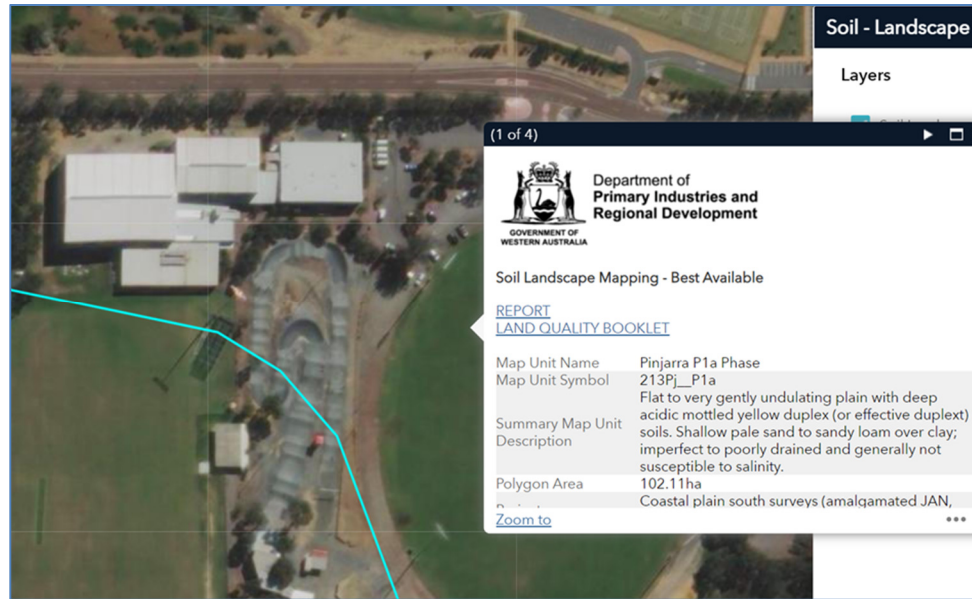 Soil - Landscape
Layers
(1 of 4)
GOVERNMENT OF
WESTERN AUSTRALIA
Department of
Primary Industries and
Regional Development
Soil Landscape Mapping - Best Available
REPORT
LAND QUALITY BOOKLET
Map Unit Name Pinjarra P1a Phase
Map Unit Symbol 213Pj__P1a
Summary Map Unit Description
Flat to very gently undulating plain with deep
acidic mottled yellow duplex (or effective duplext)
soils. Shallow pale sand to sandy loam over clay;
imperfect to poorly drained and generally not
susceptible to salinity.
Polygon Area 102.11ha
Coastal plain south surveys (amalgamated JAN,
Zoom to